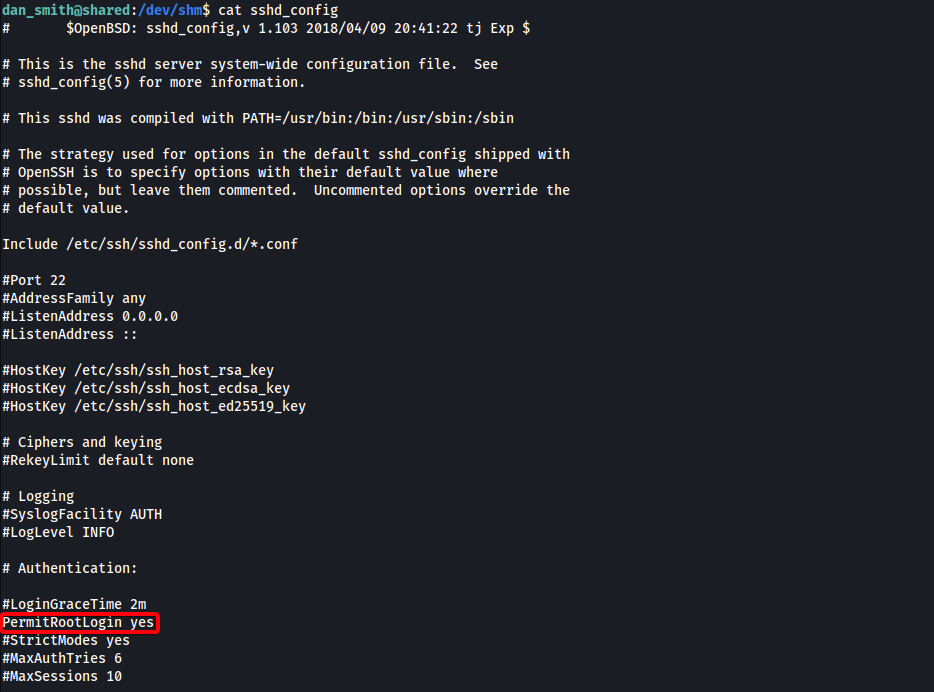 dan_smith@shared:/dev/shm$ cat sshd_config
#       $OpenBSD: sshd_config,v 1.103 2018/04/09 20:41:22 tj Exp $

# This is the sshd server system-wide configuration file.  See
# sshd_config(5) for more information.

# This sshd was compiled with PATH=/usr/bin:/bin:/usr/sbin:/sbin

# The strategy used for options in the default sshd_config shipped with
# OpenSSH is to specify options with their default value where
# possible, but leave them commented.  Uncommented options override the
# default value.

Include /etc/ssh/sshd_config.d/*.conf

#Port 22
#AddressFamily any
#ListenAddress 0.0.0.0
#ListenAddress ::

#HostKey /etc/ssh/ssh_host_rsa_key
#HostKey /etc/ssh/ssh_host_ecdsa_key
#HostKey /etc/ssh/ssh_host_ed25519_key

# Ciphers and keying
#RekeyLimit default none

# Logging
#SyslogFacility AUTH
#LogLevel INFO

# Authentication:

#LoginGraceTime 2m
PermitRootLogin yes
#StrictModes yes
#MaxAuthTries 6
#MaxSessions 10